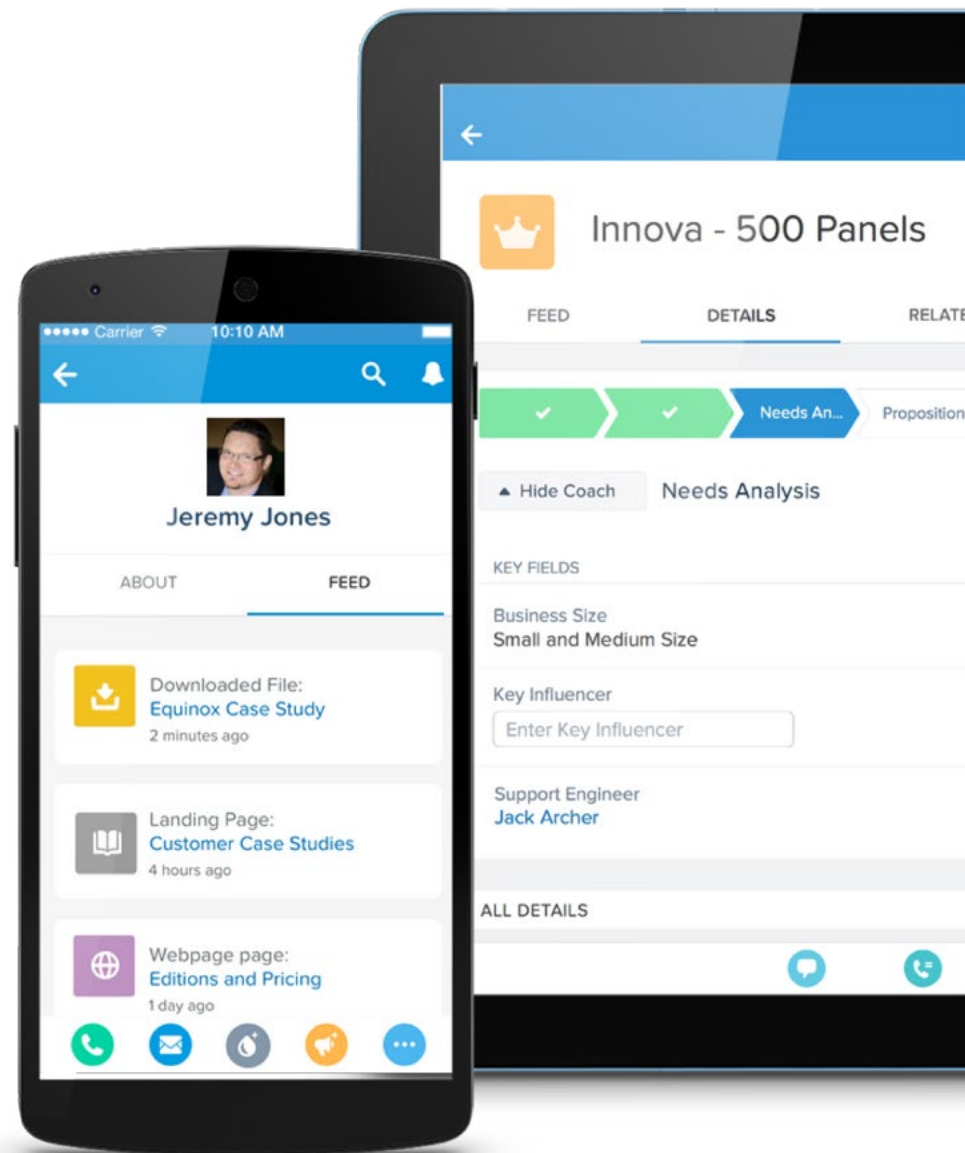 Carrier 10:10 AM
Jeremy Jones
ABOUT FEED
Downloaded File:
Equinox Case Study
2 minutes ago
Landing Page:
Customer Case Studies
4 hours ago
Webpage page:
Editions and Pricing
1 day ago
Innova - 500 Panels
FEED DETAILS RELATE
Needs An... Proposition
Hide Coach Needs Analysis
KEY FIELDS
Business Size
Small and Medium Size
Key Influencer
Enter Key Influencer
Support Engineer
Jack Archer
ALL DETAILS